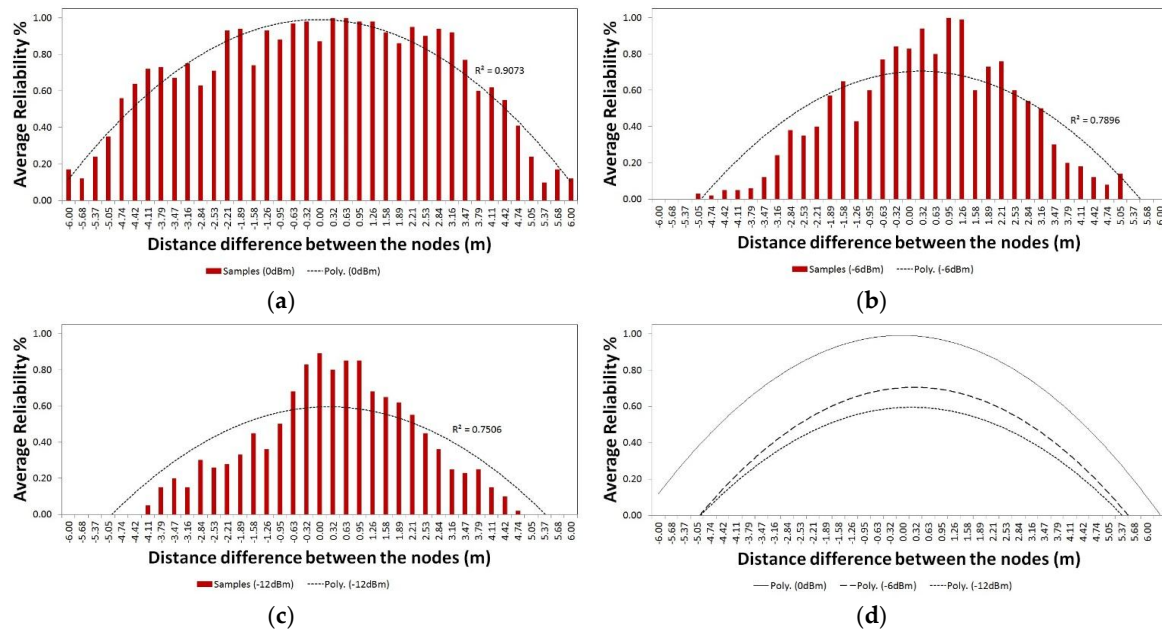 1.00
0.80
0.60
0.40
0.20
0.00
Average Reliability %
R² = 0.9073
-6.00 -5.68 -5.37 -5.05 -4.74 -4.42 -4.11 -3.79 -3.47 -3.16 -2.84 -2.53 -2.21 -1.89 -1.58 -1.26 -0.95 -0.63 -0.32 0.00 0.32 0.63 0.95 1.26 1.58 1.89 2.21 2.53 2.84 3.16 3.47 3.79 4.11 4.42 4.74 5.05 5.37 5.68 6.00
Distance difference between the nodes (m)
Samples (0dBm) Poly. (0dBm)
(a)
1.00
0.80
0.60
0.40
0.20
0.00
Average Reliability %
R² = 0.7896
-6.00 -5.68 -5.37 -5.05 -4.74 -4.42 -4.11 -3.79 -3.47 -3.16 -2.84 -2.53 -2.21 -1.89 -1.58 -1.26 -0.95 -0.63 -0.32 0.00 0.32 0.63 0.95 1.26 1.58 1.89 2.21 2.53 2.84 3.16 3.47 3.79 4.11 4.42 4.74 5.05 5.37 5.68 6.00
Distance difference between the nodes (m)
Samples (-6dBm) Poly. (-6dBm)
(b)
1.00
0.80
0.60
0.40
0.20
0.00
Average Reliability %
R² = 0.7506
-6.00 -5.68 -5.37 -5.05 -4.74 -4.42 -4.11 -3.79 -3.47 -3.16 -2.84 -2.53 -2.21 -1.89 -1.58 -1.26 -0.95 -0.63 -0.32 0.00 0.32 0.63 0.95 1.26 1.58 1.89 2.21 2.53 2.84 3.16 3.47 3.79 4.11 4.42 4.74 5.05 5.37 5.68 6.00
Distance difference between the nodes (m)
Samples (-12dBm) Poly. (-12dBm)
(c)
1.00
0.80
0.60
0.40
0.20
0.00
Average Reliability %
-6.00 -5.68 -5.37 -5.05 -4.74 -4.42 -4.11 -3.79 -3.47 -3.16 -2.84 -2.53 -2.21 -1.89 -1.58 -1.26 -0.95 -0.63 -0.32 0.00 0.32 0.63 0.95 1.26 1.58 1.89 2.21 2.53 2.84 3.16 3.47 3.79 4.11 4.42 4.74 5.05 5.37 5.68 6.00
Distance difference between the nodes (m)
Poly. (0dBm) Poly. (-6dBm) Poly. (-12dBm)
(d)